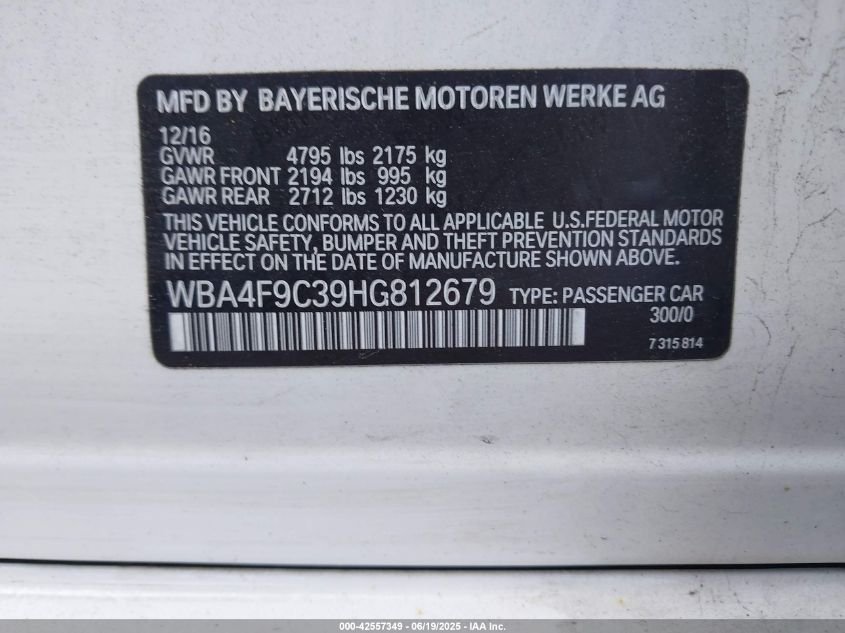 MFD BY BAYERISCHE MOTOREN WERKE AG
12/16
GVWR 4795 lbs 2175 kg
GAWR FRONT 2194 lbs 995 kg
GAWR REAR 2712 lbs 1230 kg
THIS VEHICLE CONFORMS TO ALL APPLICABLE U.S.FEDERAL MOTOR
VEHICLE SAFETY, BUMPER AND THEFT PREVENTION STANDARDS
IN EFFECT ON THE DATE OF MANUFACTURE SHOWN ABOVE.
WBA4F9C39HG812679 TYPE: PASSENGER CAR
300/0
7 315 814
000-42557349 - 06/19/2025 - IAA Inc.